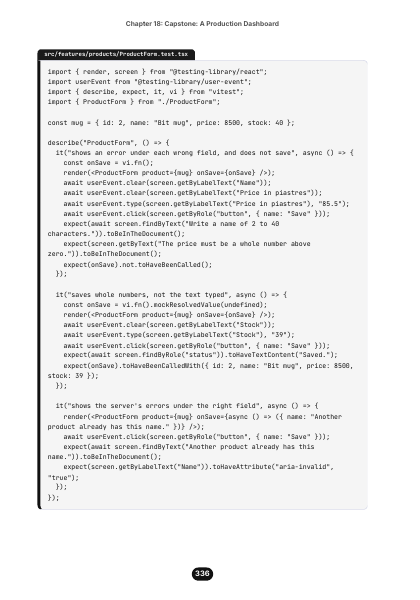 Chapter 18: Capstone: A Production Dashboard
src/features/products/ProductForm.test.tsx
import { render, screen } from "@testing-library/react";
import userEvent from "@testing-library/user-event";
import { describe, expect, it, vi } from "vitest";
import { ProductForm } from "./ProductForm";

const mug = { id: 2, name: "Bit mug", price: 8500, stock: 40 };

describe("ProductForm", () => {
  it("shows an error under each wrong field, and does not save", async () => {
    const onSave = vi.fn();
    render(<ProductForm product={mug} onSave={onSave} />);
    await userEvent.clear(screen.getByLabelText("Name"));
    await userEvent.clear(screen.getByLabelText("Price in piastres"));
    await userEvent.type(screen.getByLabelText("Price in piastres"), "85.5");
    await userEvent.click(screen.getByRole("button", { name: "Save" }));
    expect(await screen.findByText("Write a name of 2 to 40
characters.")).toBeInTheDocument();
    expect(screen.getByText("The price must be a whole number above
zero.")).toBeInTheDocument();
    expect(onSave).not.toHaveBeenCalled();
  });

  it("saves whole numbers, not the text typed", async () => {
    const onSave = vi.fn().mockResolvedValue(undefined);
    render(<ProductForm product={mug} onSave={onSave} />);
    await userEvent.clear(screen.getByLabelText("Stock"));
    await userEvent.type(screen.getByLabelText("Stock"), "39");
    await userEvent.click(screen.getByRole("button", { name: "Save" }));
    expect(await screen.findByRole("status")).toHaveTextContent("Saved.");
    expect(onSave).toHaveBeenCalledWith({ id: 2, name: "Bit mug", price: 8500,
stock: 39 });
  });

  it("shows the server's errors under the right field", async () => {
    render(<ProductForm product={mug} onSave={async () => ({ name: "Another
product already has this name." })} />);
    await userEvent.click(screen.getByRole("button", { name: "Save" }));
    expect(await screen.findByText("Another product already has this
name.")).toBeInTheDocument();
    expect(screen.getByLabelText("Name")).toHaveAttribute("aria-invalid",
"true");
  });
});
336